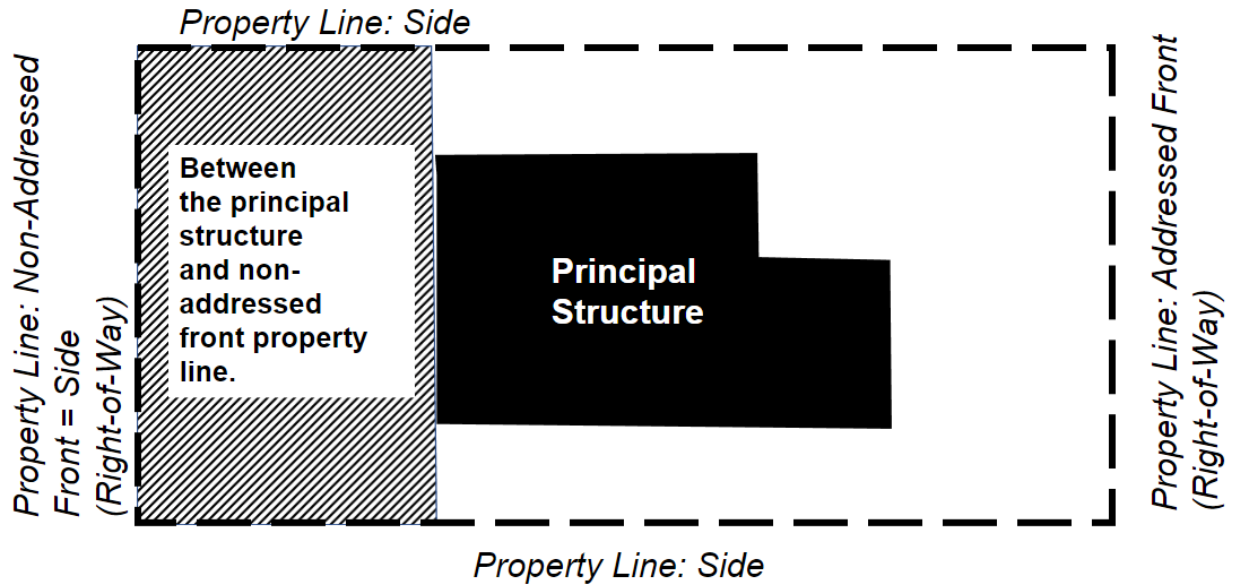 Property Line: Side
Property Line: Non-Addressed
Front = Side
(Right-of-Way)
Between
the principal
structure
and non-
addressed
front property
line.
Principal
Structure
Property Line: Addressed Front
(Right-of-Way)
Property Line: Side